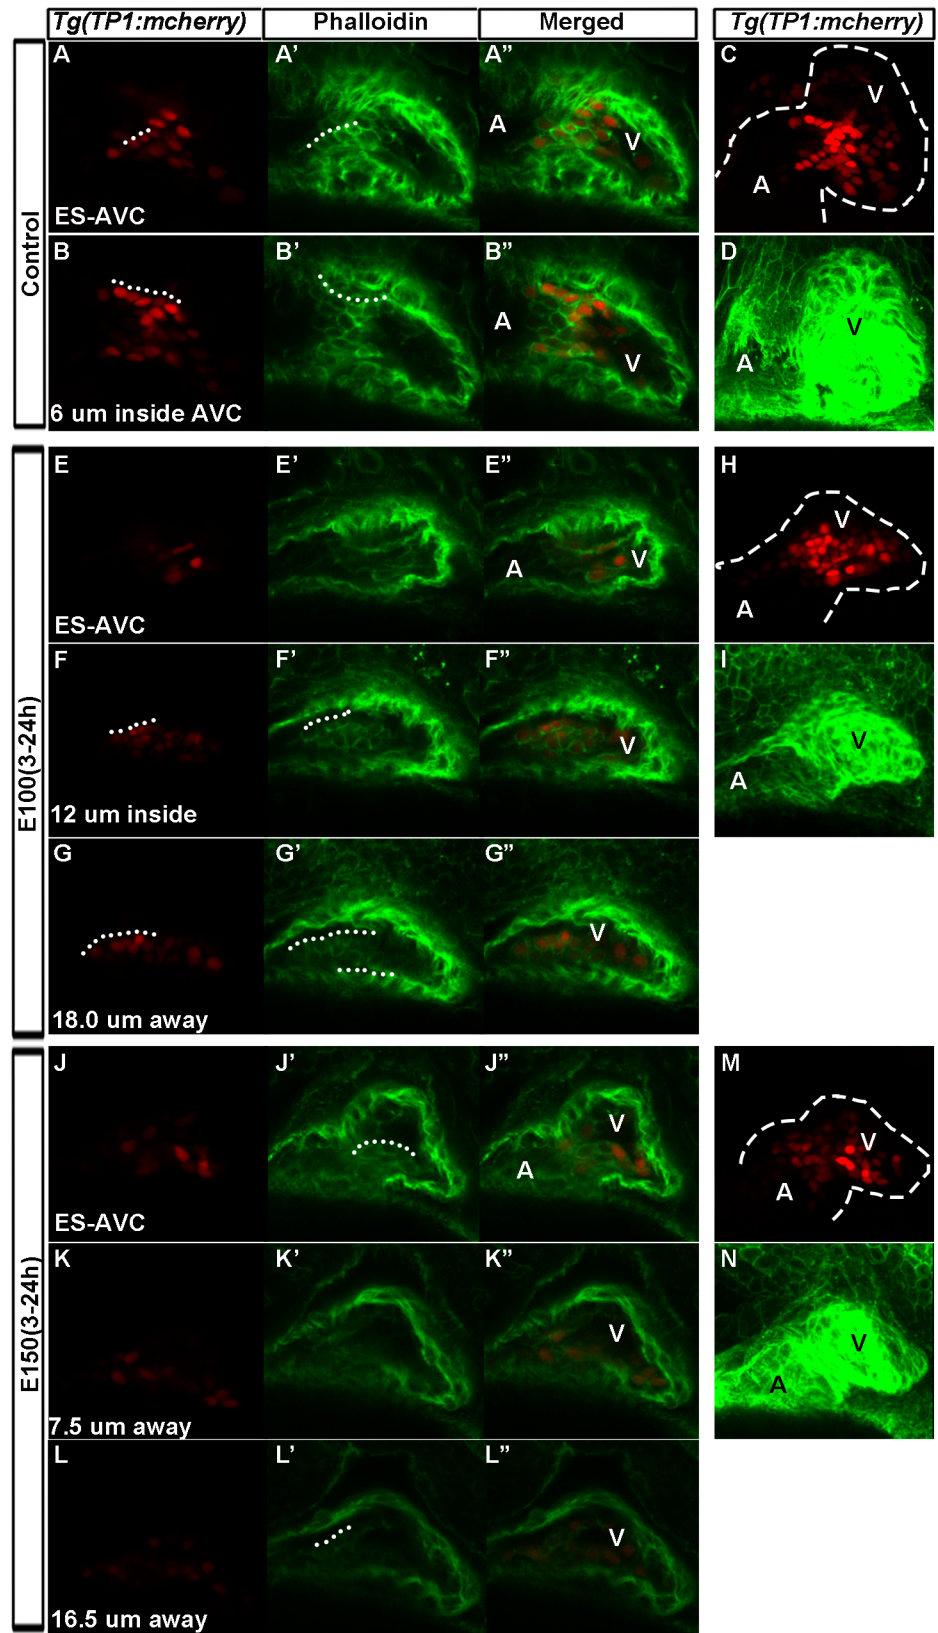 Tg(TP1:mcherry) Phalloidin Merged Tg(TP1:mcherry)
Control
A A’ A” C
A V V
A
ES-AVC
B B’ B” D
A V V
A
6 um inside AVC
E100(3-24h)
E E’ E” H
A V V
A
ES-AVC
F F’ F” I
V V
A
12 um inside
G G’ G”
V
18.0 um away
E150(3-24h)
J J’ J” M
V V
A A
ES-AVC
K K’ K” N
V V
A
7.5 um away
L L’ L”
V
16.5 um away